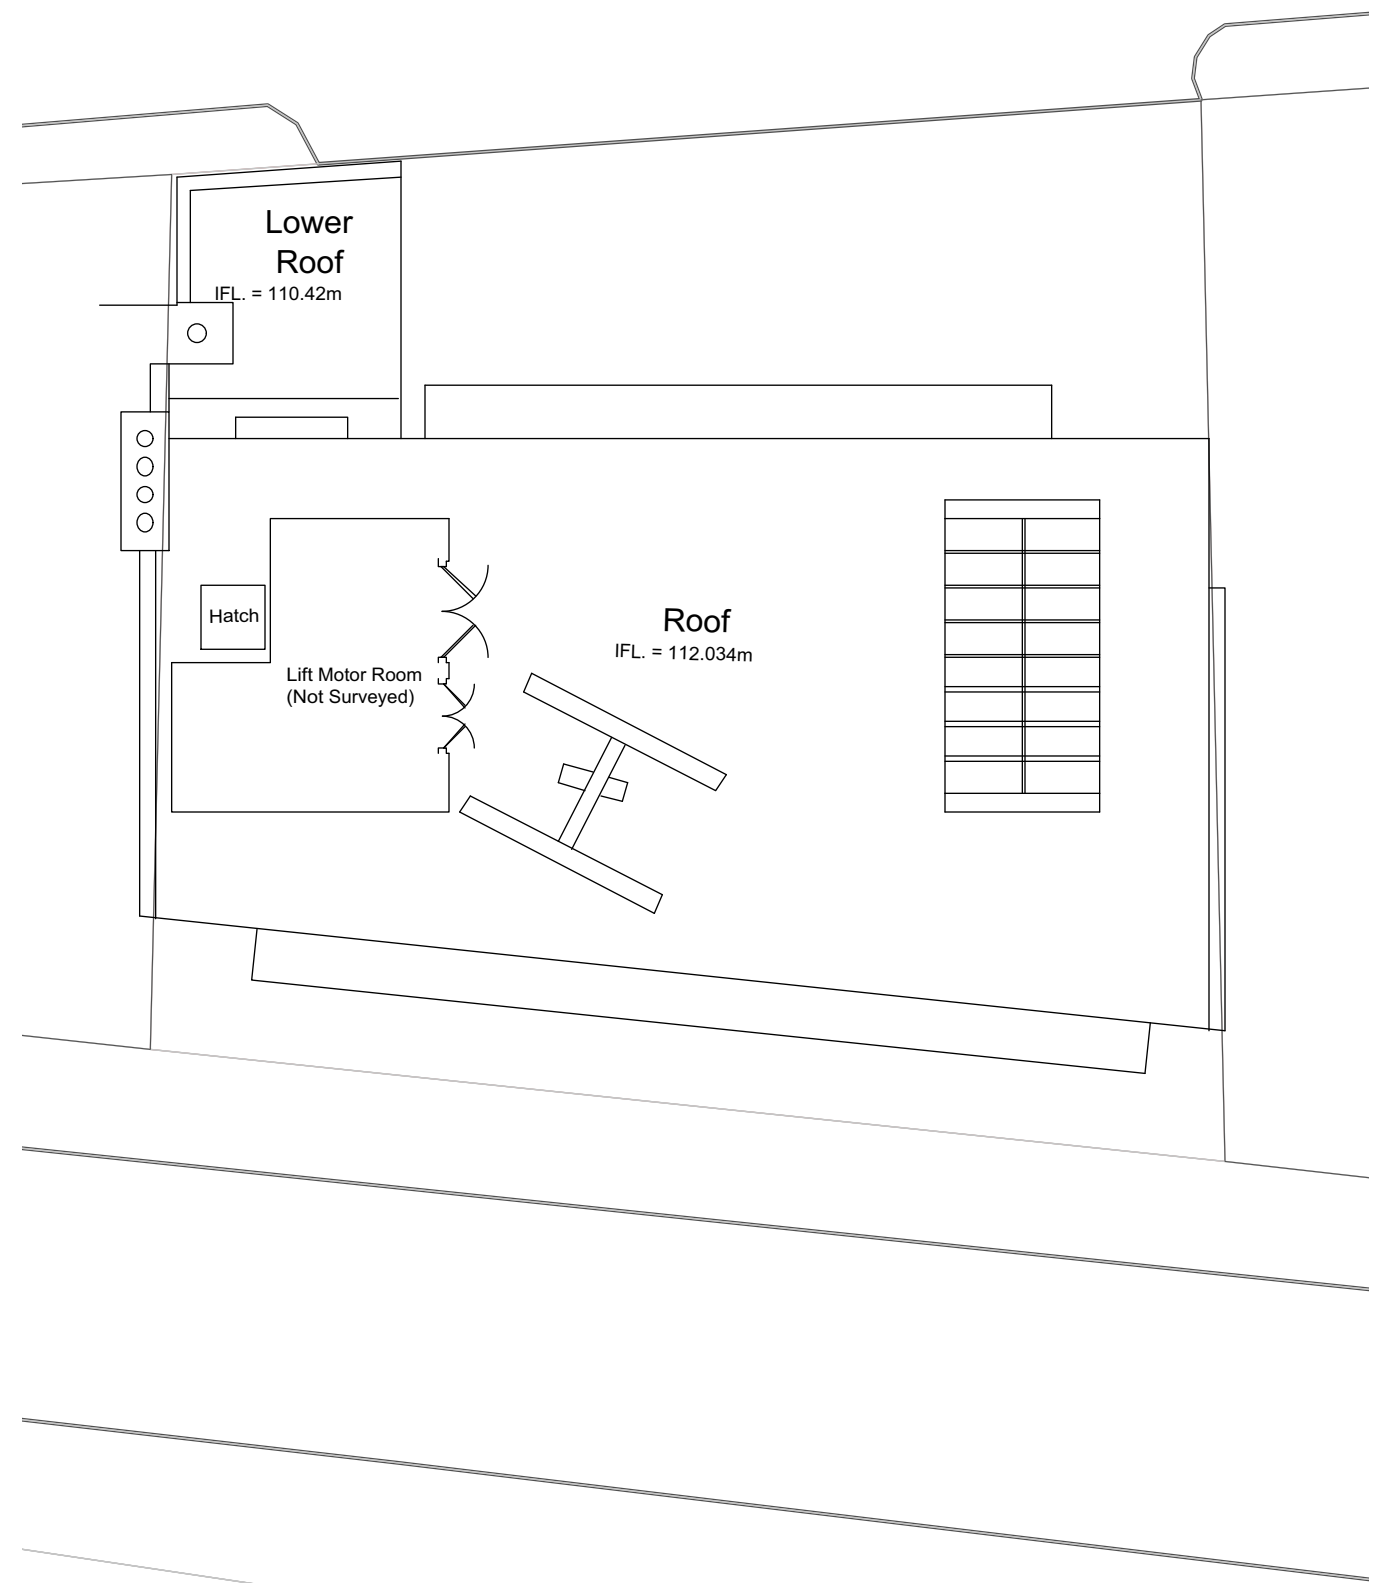 Lower
Roof
IFL. = 110.42m
Hatch
Roof
IFL. = 112.034m
Lift Motor Room
(Not Surveyed)